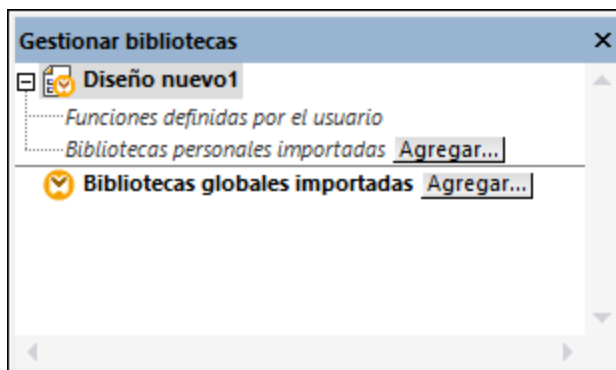 Gestionar bibliotecas
Diseño nuevo1
Funciones definidas por el usuario
Bibliotecas personales importadas Agregar...
Bibliotecas globales importadas Agregar...